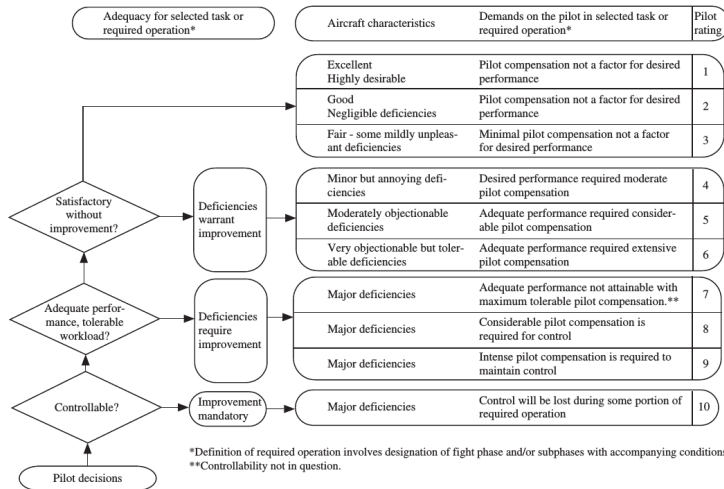 Adequacy for selected task or
required operation*
Aircraft characteristics
Demands on the pilot in selected task or
required operation*
Pilot
rating
Excellent
Highly desirable
Pilot compensation not a factor for desired
performance
1
Good
Negligible deficiencies
Pilot compensation not a factor for desired
performance
2
Fair - some mildly unpleas-
ant deficiencies
Minimal pilot compensation not a factor
for desired performance
3
Satisfactory
without
improvement?
Deficiencies
warrant
improvement
Minor but annoying defi-
ciencies
Desired performance required moderate
pilot compensation
4
Moderately objectionable
deficiencies
Adequate performance required consider-
able pilot compensation
5
Very objectionable but toler-
able deficiencies
Adequate performance required extensive
pilot compensation
6
Adequate perfor-
mance, tolerable
workload?
Deficiencies
require
improvement
Major deficiencies
Adequate performance not attainable with
maximum tolerable pilot compensation.**
7
Major deficiencies
Considerable pilot compensation is
required for control
8
Major deficiencies
Intense pilot compensation is required to
maintain control
9
Controllable?
Improvement
mandatory
Major deficiencies
Control will be lost during some portion of
required operation
10
Pilot decisions
*Definition of required operation involves designation of fight phase and/or subphases with accompanying conditions
**Controllability not in question.